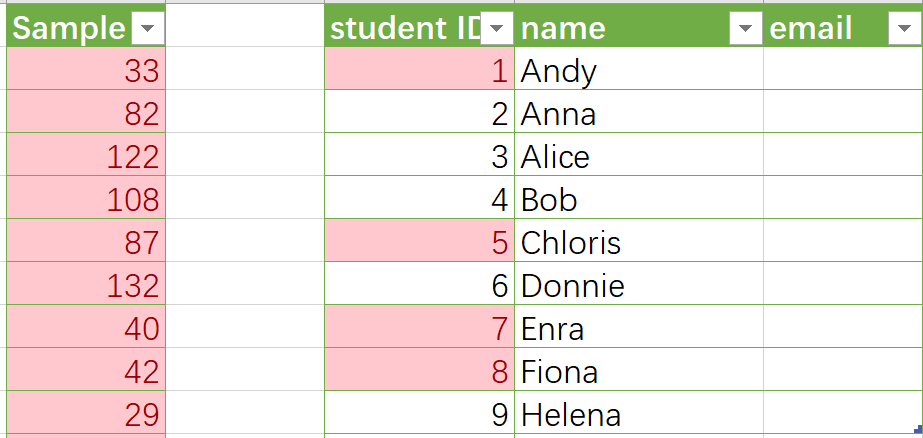 Sample student ID name email
33 1 Andy
82 2 Anna
122 3 Alice
108 4 Bob
87 5 Chloris
132 6 Donnie
40 7 Enra
42 8 Fiona
29 9 Helena